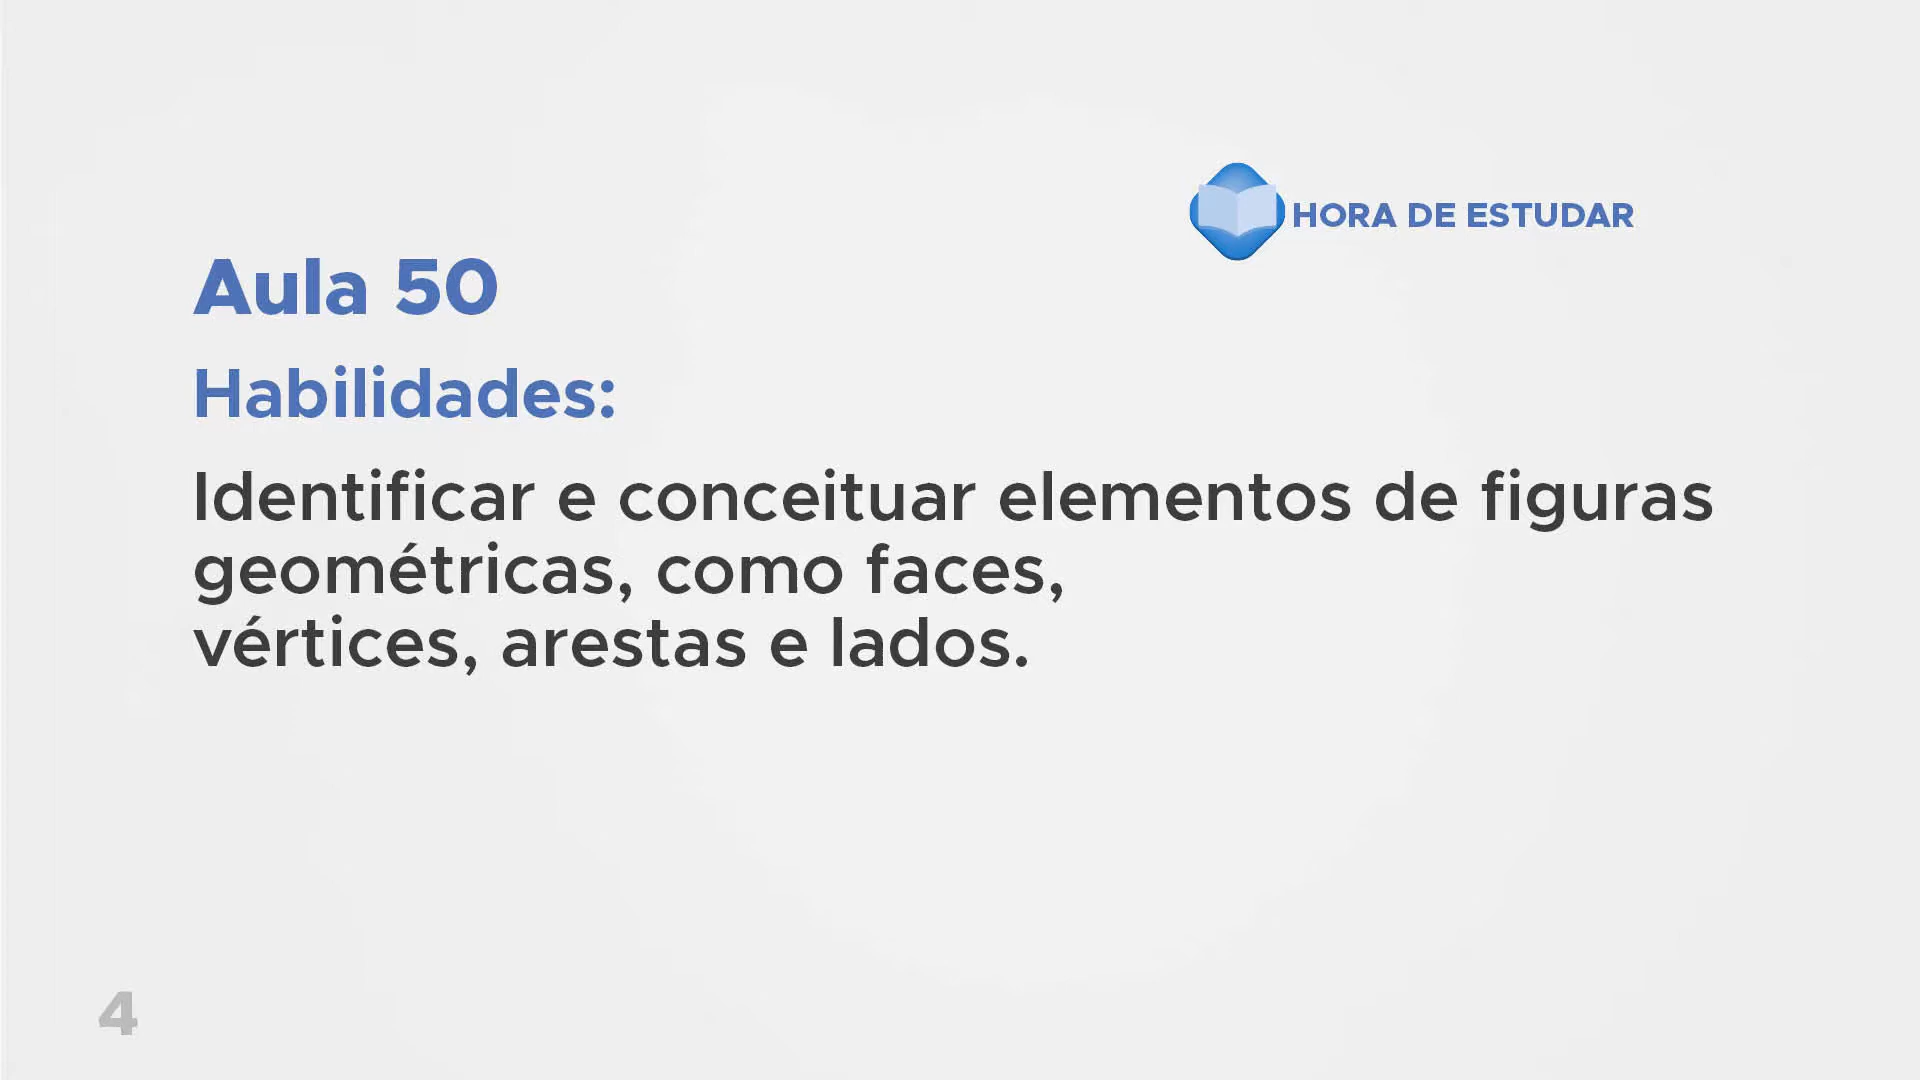 HORA DE ESTUDAR
Aula 50
Habilidades:
Identificar e conceituar elementos de figuras
geométricas, como faces,
vértices, arestas e lados.
4